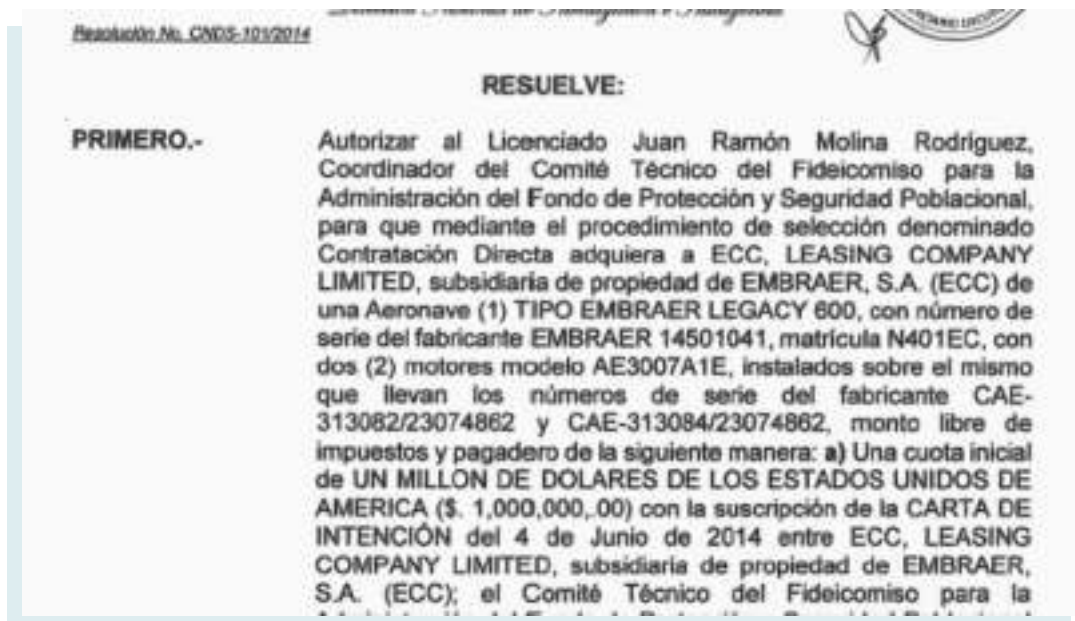 Resolución No. CNDS-101/2014
RESUELVE:
PRIMERO.- Autorizar al Licenciado Juan Ramón Molina Rodríguez,
Coordinador del Comité Técnico del Fideicomiso para la
Administración del Fondo de Protección y Seguridad Poblacional,
para que mediante el procedimiento de selección denominado
Contratación Directa adquiera a ECC, LEASING COMPANY
LIMITED, subsidiaria de propiedad de EMBRAER, S.A. (ECC) de
una Aeronave (1) TIPO EMBRAER LEGACY 600, con número de
serie del fabricante EMBRAER 14501041, matrícula N401EC, con
dos (2) motores modelo AE3007A1E, instalados sobre el mismo
que llevan los números de serie del fabricante CAE-
313082/23074862 y CAE-313084/23074862, monto libre de
impuestos y pagadero de la siguiente manera: a) Una cuota inicial
de UN MILLON DE DOLARES DE LOS ESTADOS UNIDOS DE
AMERICA ($. 1,000,000,.00) con la suscripción de la CARTA DE
INTENCIÓN del 4 de Junio de 2014 entre ECC, LEASING
COMPANY LIMITED, subsidiaria de propiedad de EMBRAER,
S.A. (ECC); el Comité Técnico del Fideicomiso para la